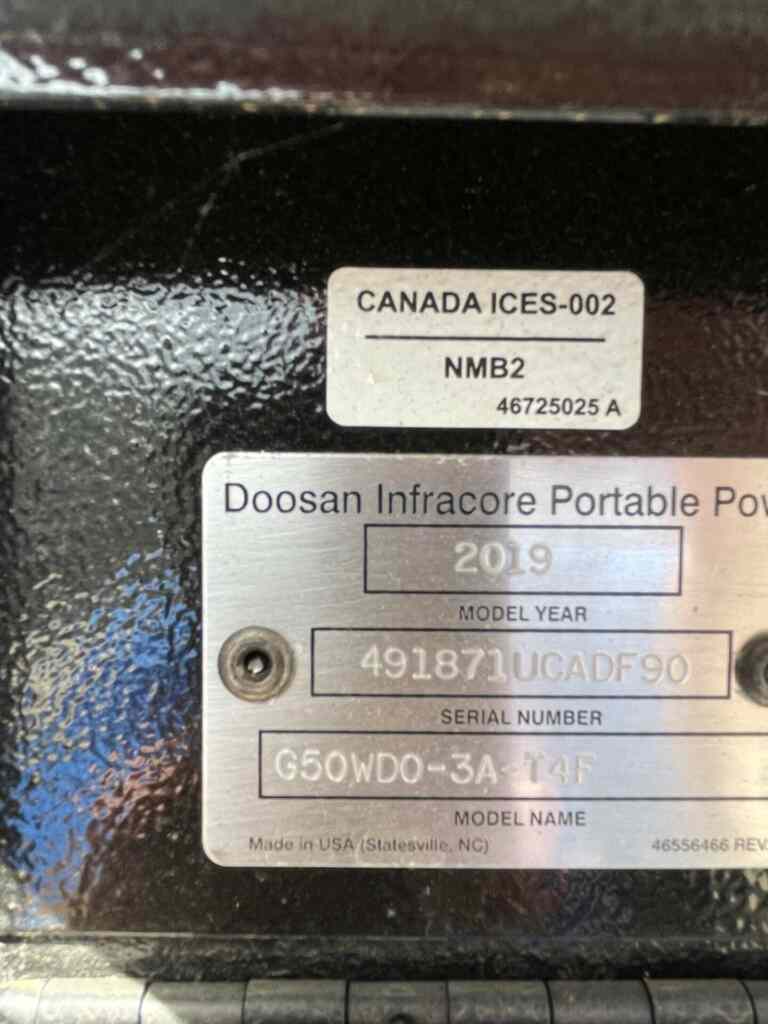 CANADA ICES-002
NMB2
46725025 A
Doosan Infracore Portable Pow
2019
MODEL YEAR
491871UCADF90
SERIAL NUMBER
G50WDO-3A-T4F
MODEL NAME
Made in USA (Statesville, NC)
46556466 REV.